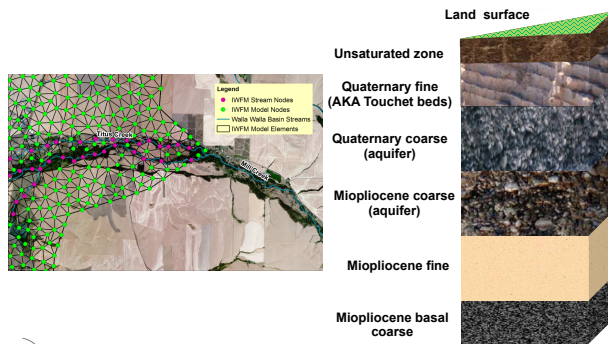 Legend
IWFM Stream Nodes
IWFM Model Nodes
Walla Walla Basin Streams
IWFM Model Elements
Titus Creek
Mill Creek
Land surface
Unsaturated zone
Quaternary fine
(AKA Touchet beds)
Quaternary coarse
(aquifer)
Miopliocene coarse
(aquifer)
Miopliocene fine
Miopliocene basal
coarse